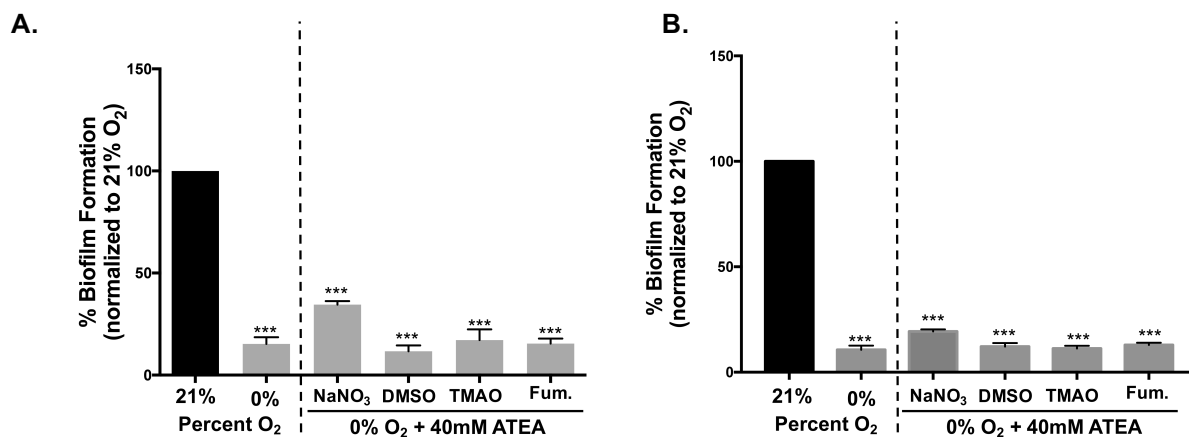 A.
% Biofilm Formation
(normalized to 21% O₂)
150
100
50
0
***
***
***
***
***
21%
0%
NaNO₃
DMSO
TMAO
Fum.
Percent O₂
0% O₂ + 40mM ATEA
B.
% Biofilm Formation
(normalized to 21% O₂)
150
100
50
0
***
***
***
***
***
21%
0%
NaNO₃
DMSO
TMAO
Fum.
Percent O₂
0% O₂ + 40mM ATEA